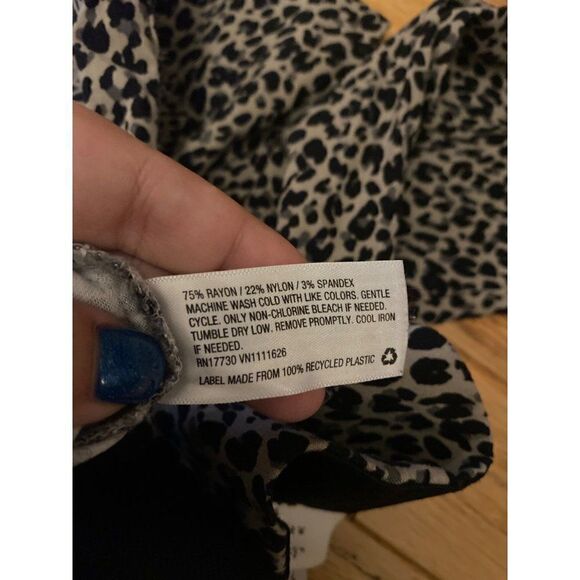 75% RAYON / 22% NYLON / 3% SPANDEX
MACHINE WASH COLD WITH LIKE COLORS. GENTLE
CYCLE. ONLY NON-CHLORINE BLEACH IF NEEDED.
TUMBLE DRY LOW. REMOVE PROMPTLY. COOL IRON
IF NEEDED.
RN17730 VN1111626
LABEL MADE FROM 100% RECYCLED PLASTIC